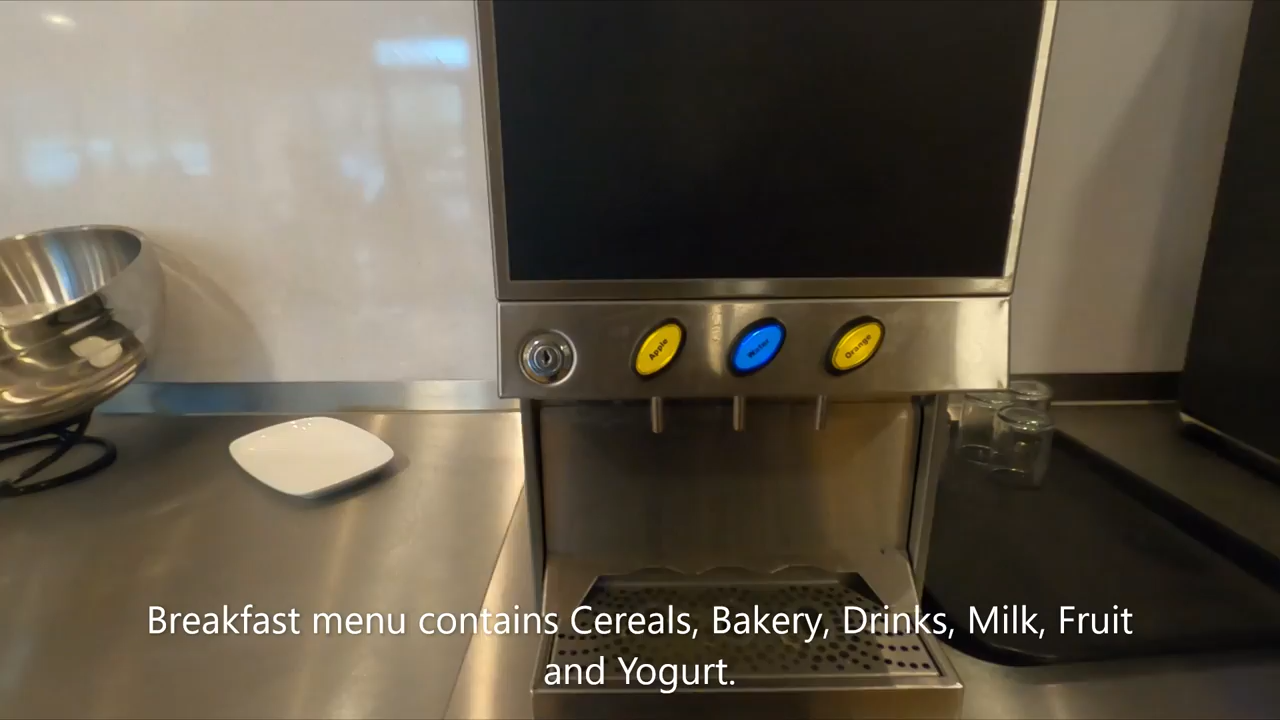 Apple
Water
Orange
Breakfast menu contains Cereals, Bakery, Drinks, Milk, Fruit
and Yogurt.